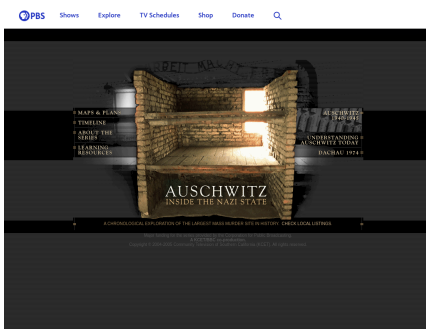 PBS
Shows
Explore
TV Schedules
Shop
Donate
BREIT MACHT
MAPS & PLANS
TIMELINE
ABOUT THE
SERIES
LEARNING
RESOURCES
AUSCHWITZ
1940-1945
UNDERSTANDING
AUSCHWITZ TODAY
DACHAU 1974
AUSCHWITZ
INSIDE THE NAZI STATE
A CHRONOLOGICAL EXPLORATION OF THE LARGEST MASS MURDER SITE IN HISTORY. CHECK LOCAL LISTINGS.